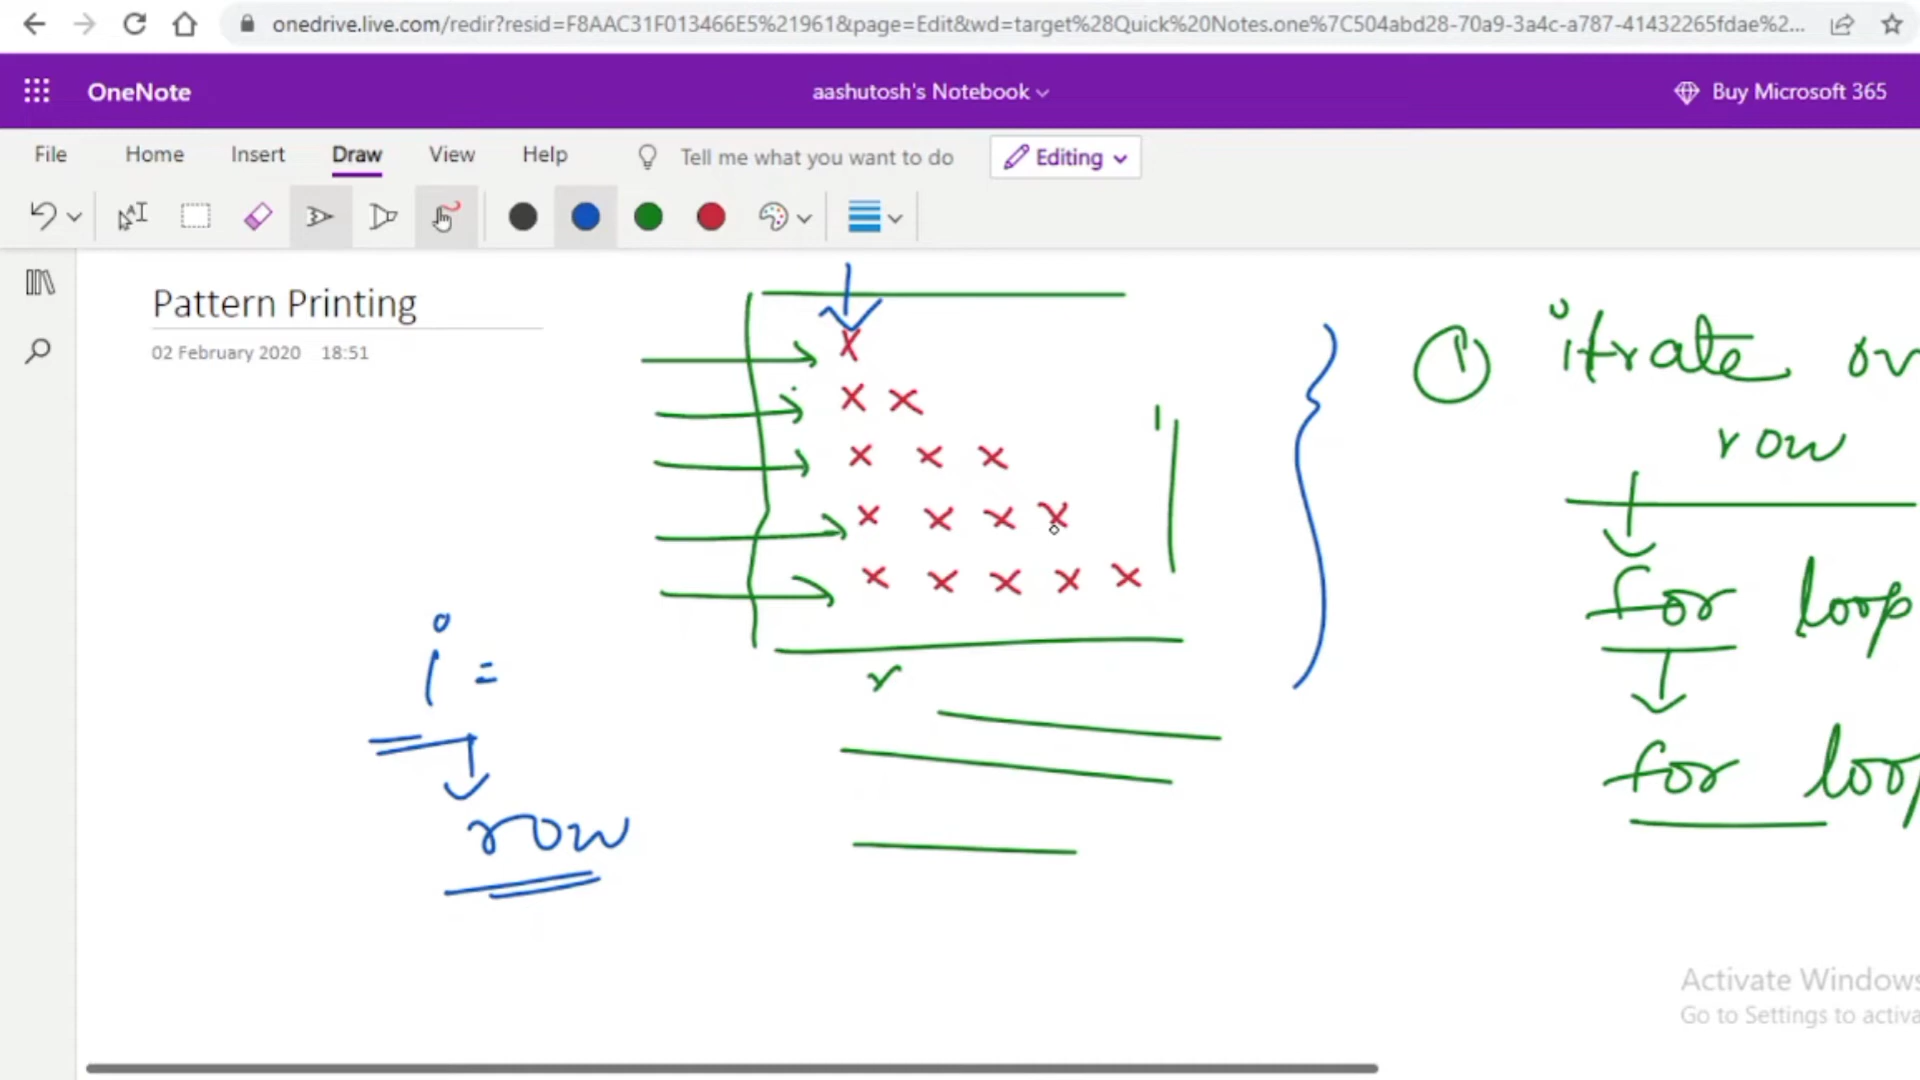 onedrive.live.com/redir?resid=F8AAC31F013466E5%21961&page=Edit&wd=target%28Quick%20Notes.one%7C504abd28-70a9-3a4c-a787-41432265fdae%2...
OneNote
aashutosh's Notebook
Buy Microsoft 365
File Home Insert Draw View Help Tell me what you want to do Editing
Pattern Printing
02 February 2020 18:51
x
x x
x x x
x x x x
x x x x x
1 itrate ov
row
for loop
for loop
i =
r
row
Activate Windows
Go to Settings to activa